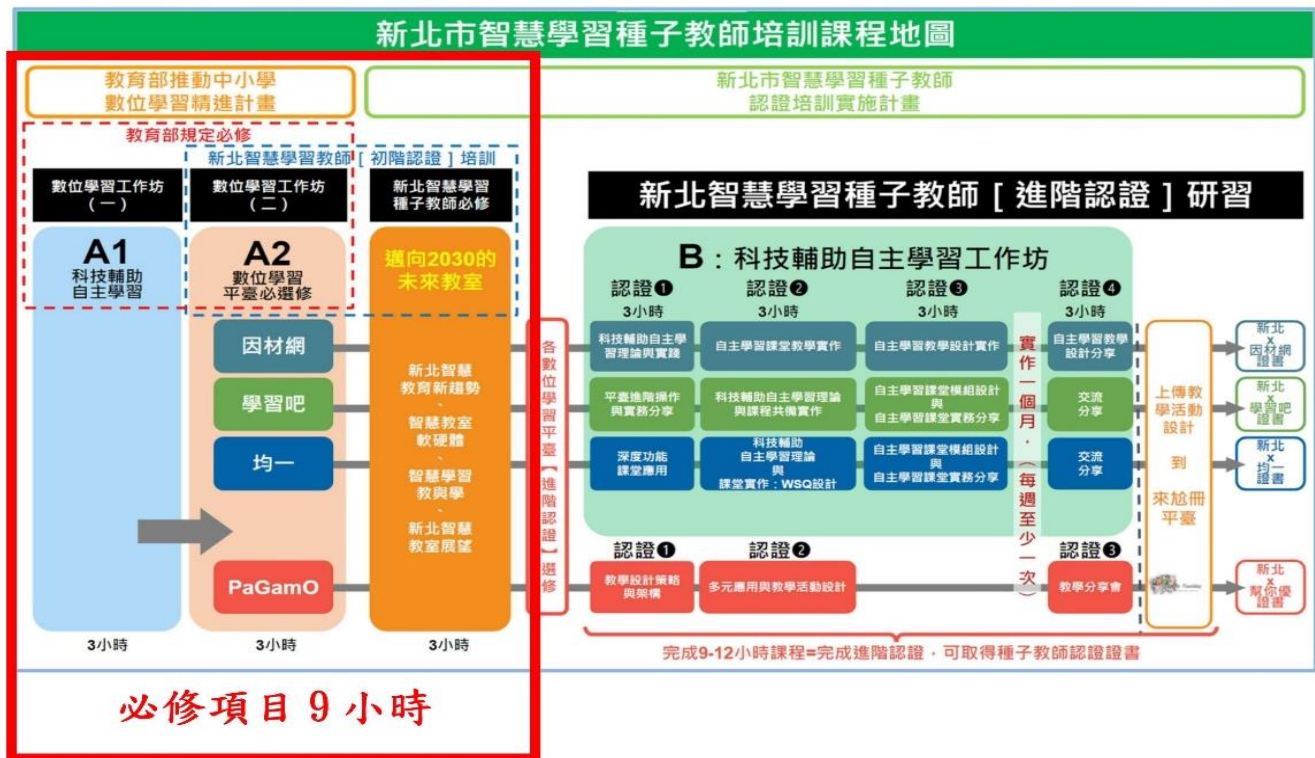 新北市智慧學習種子教師培訓課程地圖
教育部推動中小學
數位學習精進計畫
新北市智慧學習種子教師
認證培訓實施計畫
教育部規定必修
新北智慧學習教師[初階認證]培訓
數位學習工作坊
(一)
數位學習工作坊
(二)
新北智慧學習
種子教師必修
新北智慧學習種子教師[進階認證]研習
A1
科技輔助
自主學習
A2
數位學習
平臺必選修
邁向2030的
未來教室
因材網
學習吧
均一
PaGamO
新北智慧
教育新趨勢
、
智慧教室
軟硬體
、
智慧學習
教與學
、
新北智慧
教室展望
3小時
3小時
3小時
各數位學習平臺【進階認證】選修
B:科技輔助自主學習工作坊
認證❶
3小時
認證❷
3小時
認證❸
3小時
認證❹
3小時
科技輔助自主學
習理論與實踐
自主學習課堂教學實作
自主學習教學設計實作
自主學習教學
設計分享
平臺進階操作
與實務分享
科技輔助自主學習理論
與課程共備實作
自主學習課堂模組設計
與
自主學習課堂實務分享
交流
分享
深度功能
課堂應用
科技輔助
自主學習理論
與
課堂實作:WSQ設計
自主學習課堂模組設計
與
自主學習課堂實務分享
交流
分享
實作一個月.(每週至少一次)
認證❶
認證❷
認證❸
教學設計策略
與架構
多元應用與教學活動設計
教學分享會
上傳教
學活動
設計
到
來尬冊
平臺
新北
x
因材網
證書
新北
x
學習吧
證書
新北
x
均一
證書
新北
x
幫你優
證書
完成9-12小時課程=完成進階認證.可取得種子教師認證證書
必修項目9小時